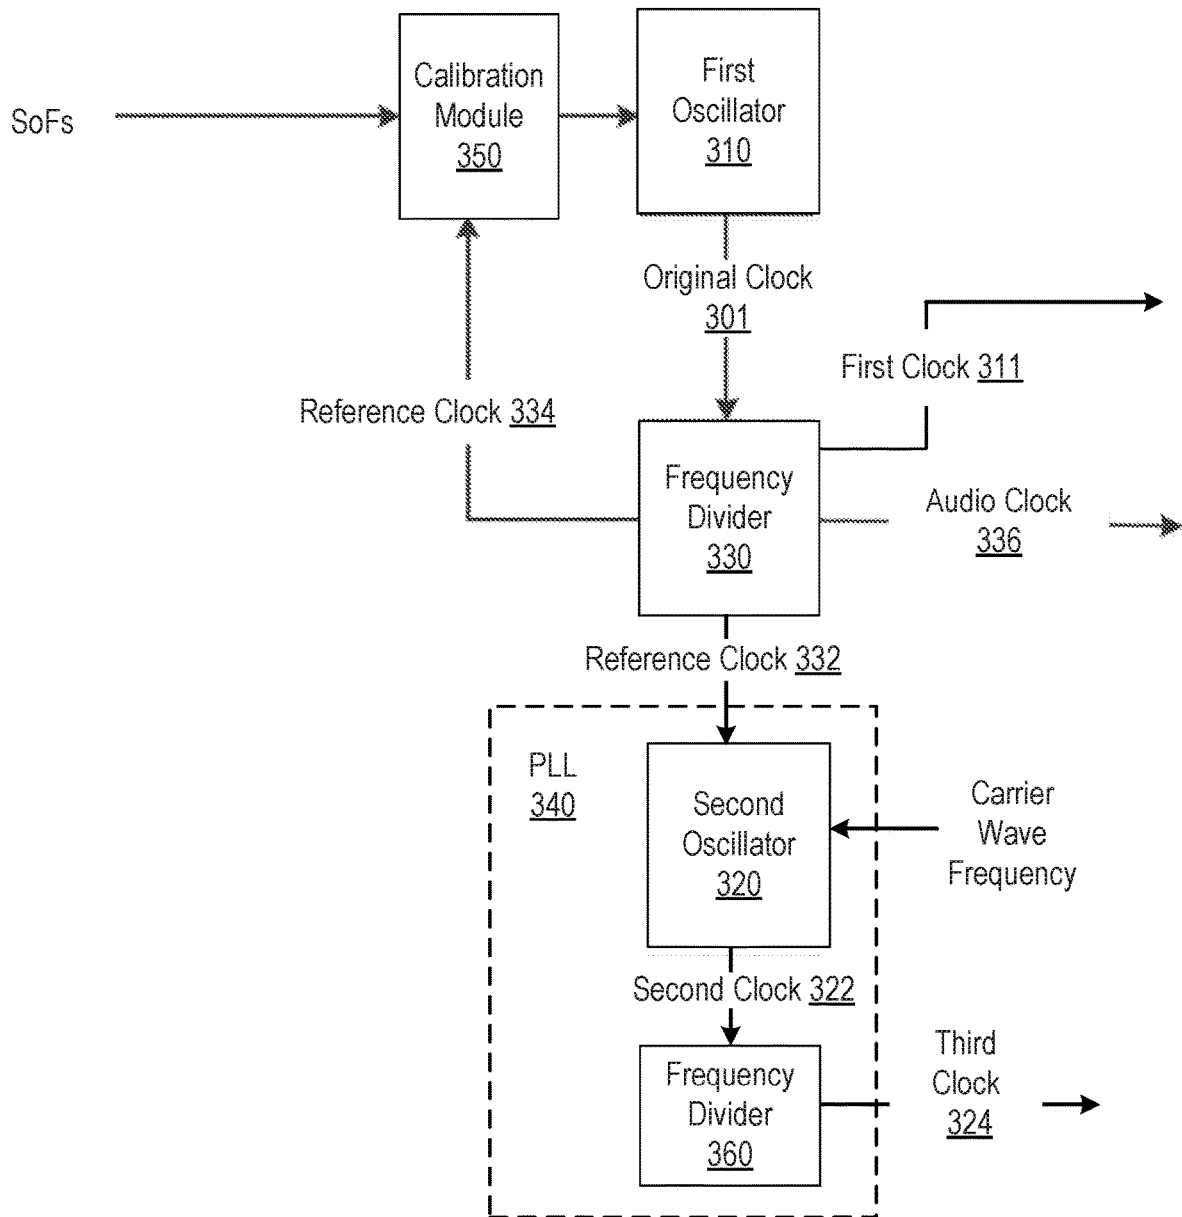 SoFs
Calibration
Module
350
First
Oscillator
310
Original Clock
301
First Clock 311
Reference Clock 334
Frequency
Divider
330
Audio Clock
336
Reference Clock 332
PLL
340
Second
Oscillator
320
Carrier
Wave
Frequency
Second Clock 322
Frequency
Divider
360
Third
Clock
324